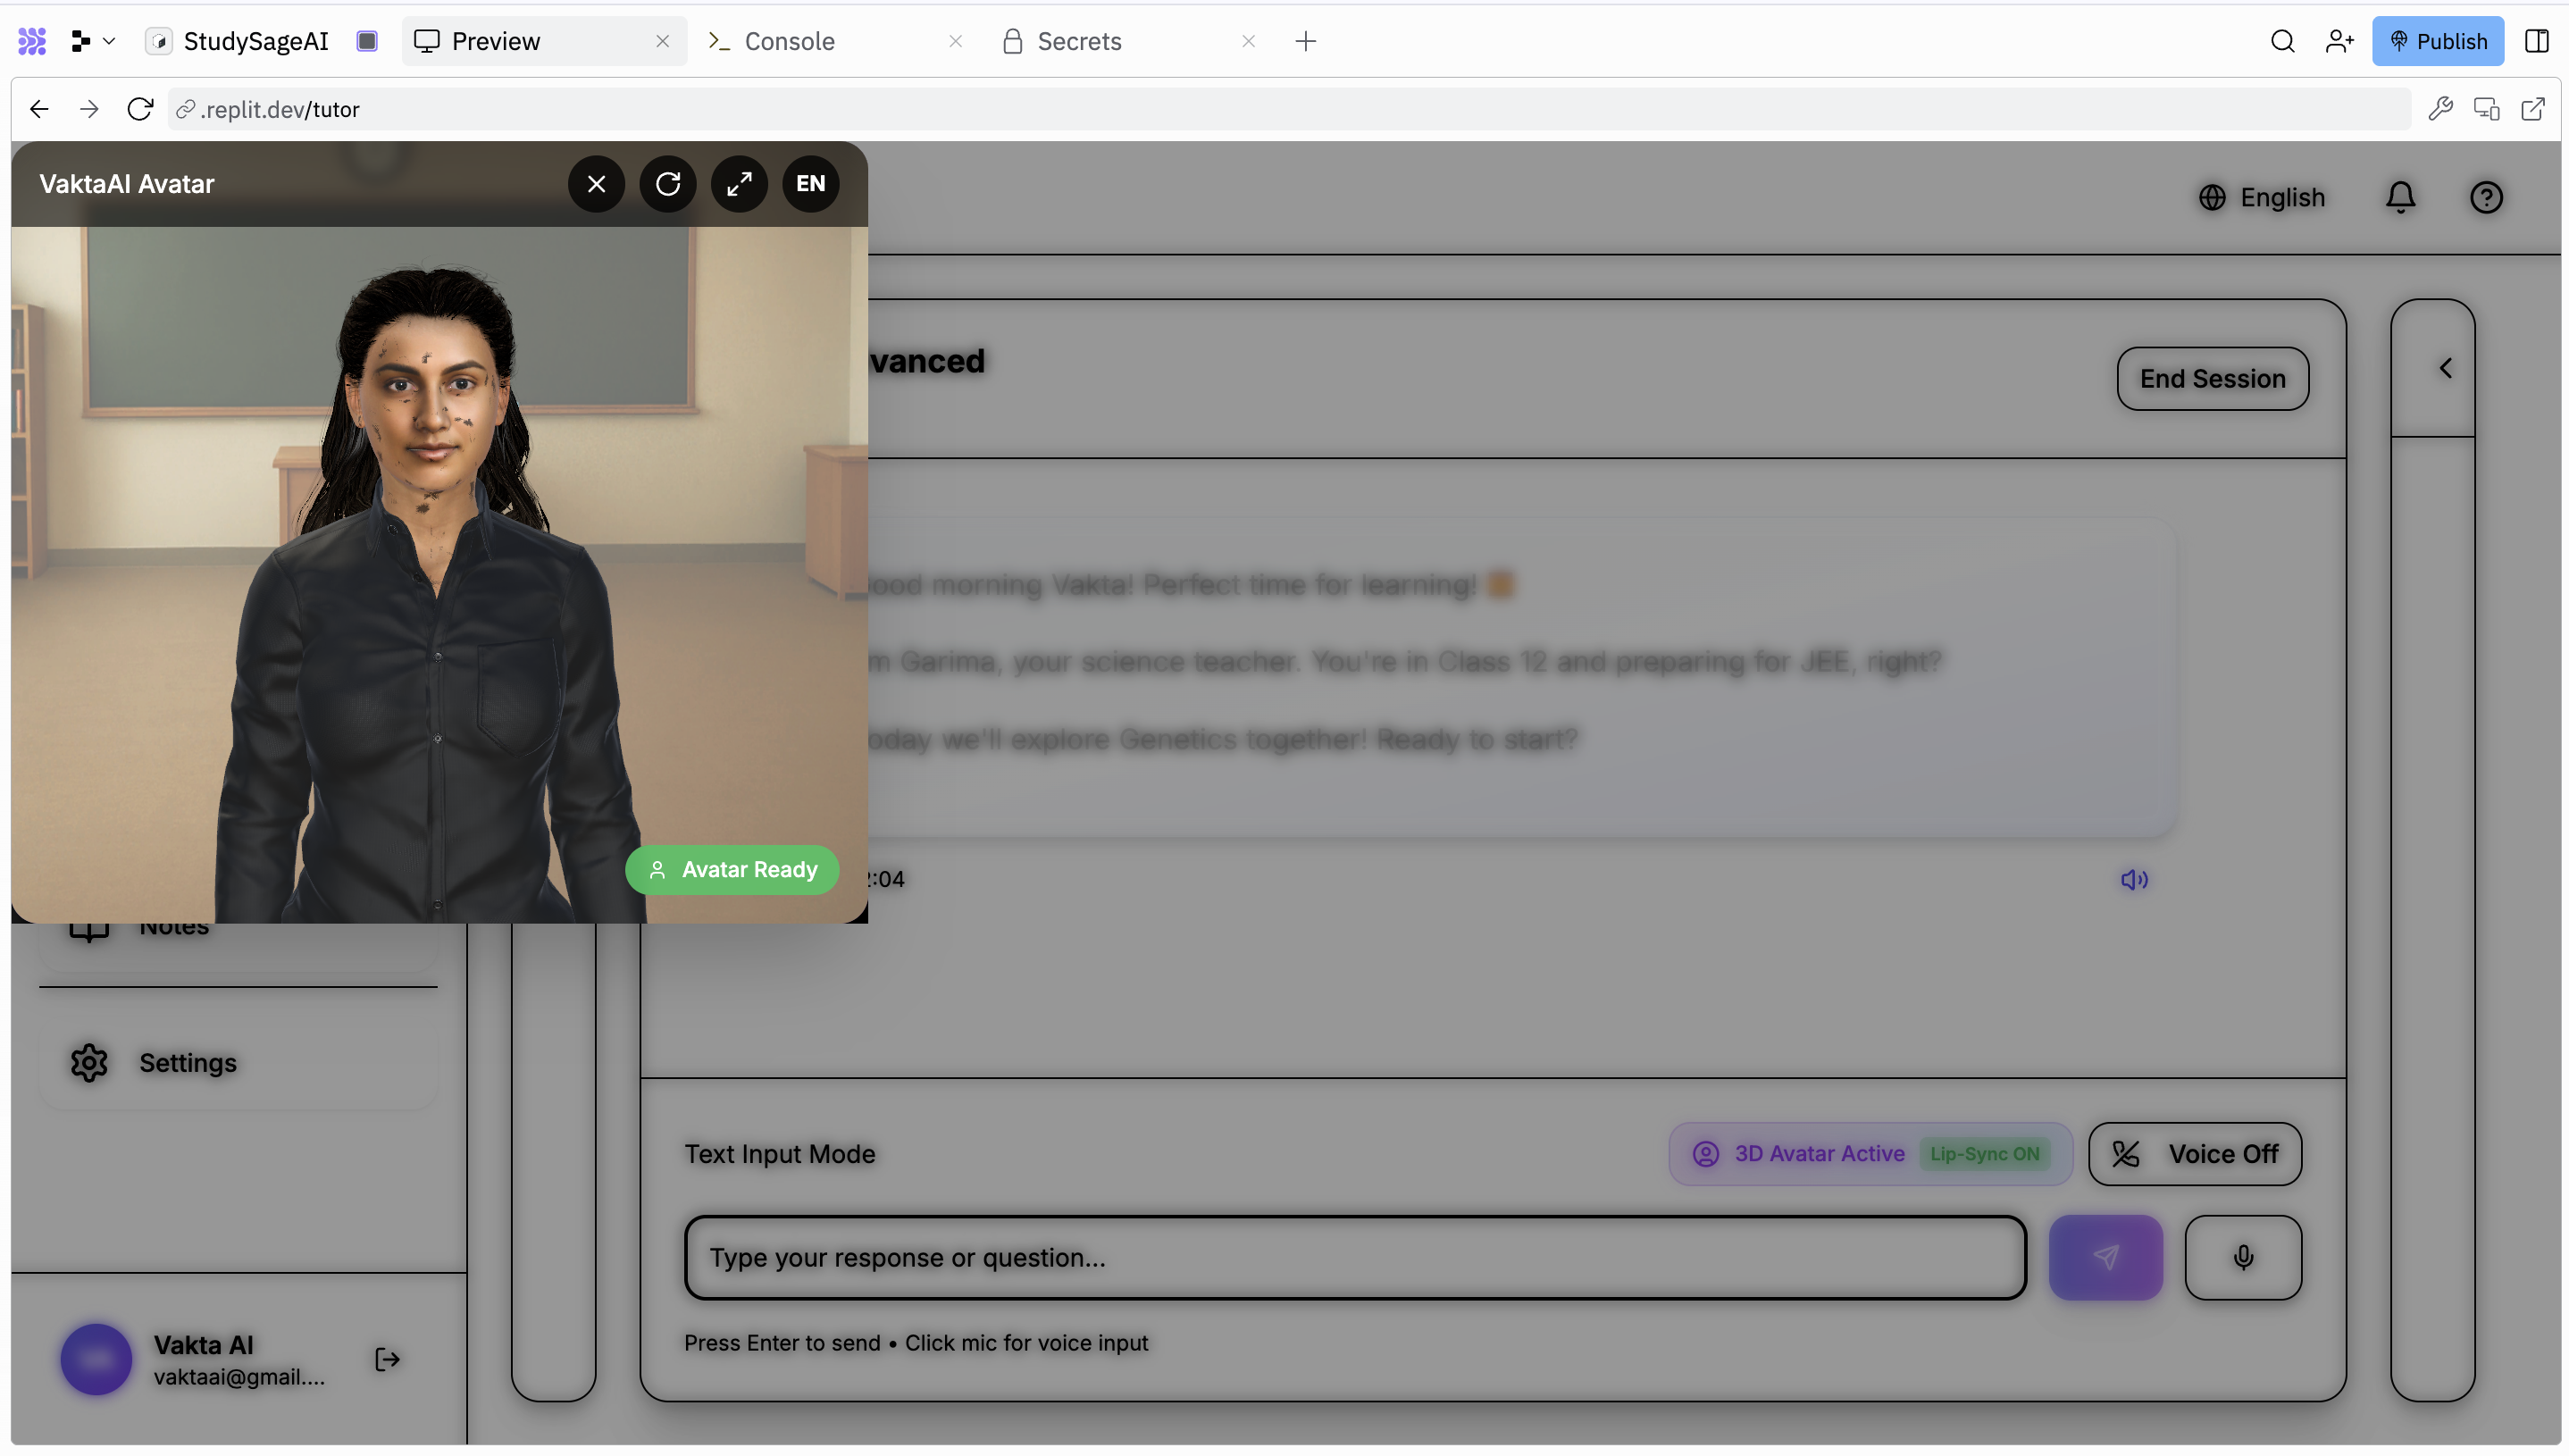 StudySageAI
Preview
Console
Secrets
Publish
.replit.dev/tutor
VaktaAI Avatar
EN
English
vanced
End Session
ood morning Vakta! Perfect time for learning!
m Garima, your science teacher. You're in Class 12 and preparing for JEE, right?
oday we'll explore Genetics together! Ready to start?
Avatar Ready
2:04
Notes
Settings
Text Input Mode
3D Avatar Active
Lip-Sync ON
Voice Off
Type your response or question...
Press Enter to send • Click mic for voice input
Vakta AI
vaktaai@gmail....